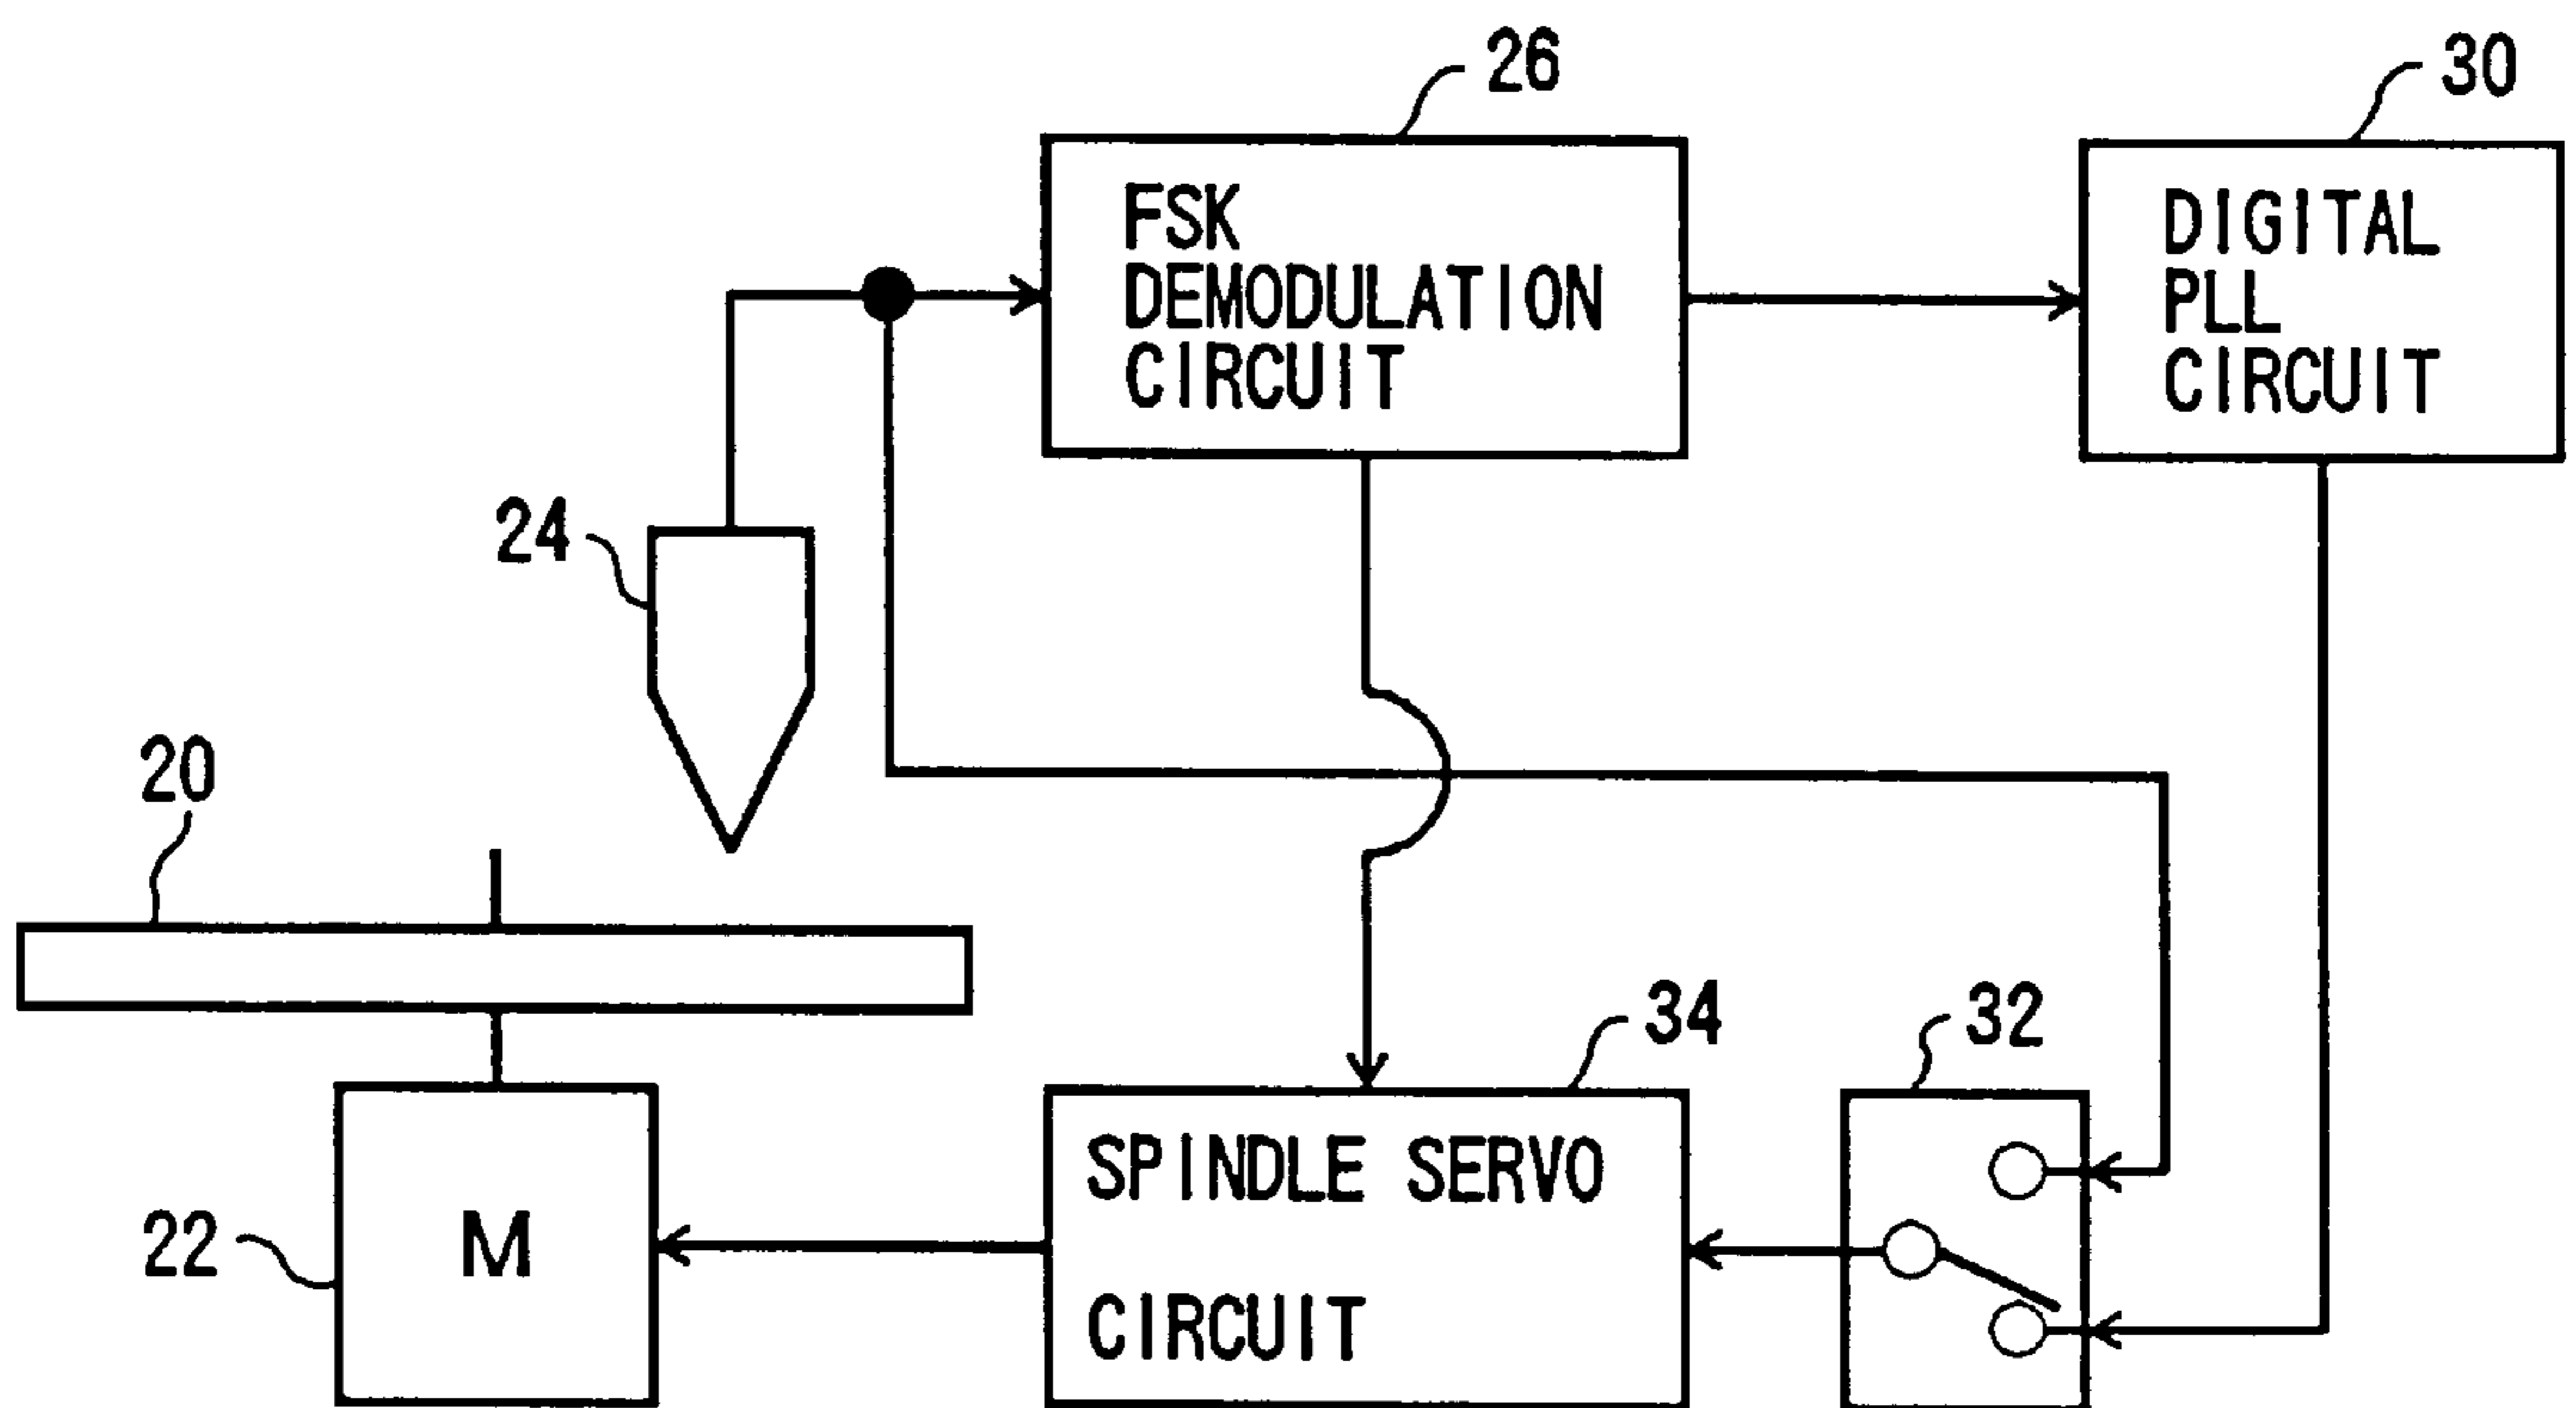 26
30
FSK
DEMODULATION
CIRCUIT
DIGITAL
PLL
CIRCUIT
24
20
34
32
SPINDLE SERVO
CIRCUIT
22
M